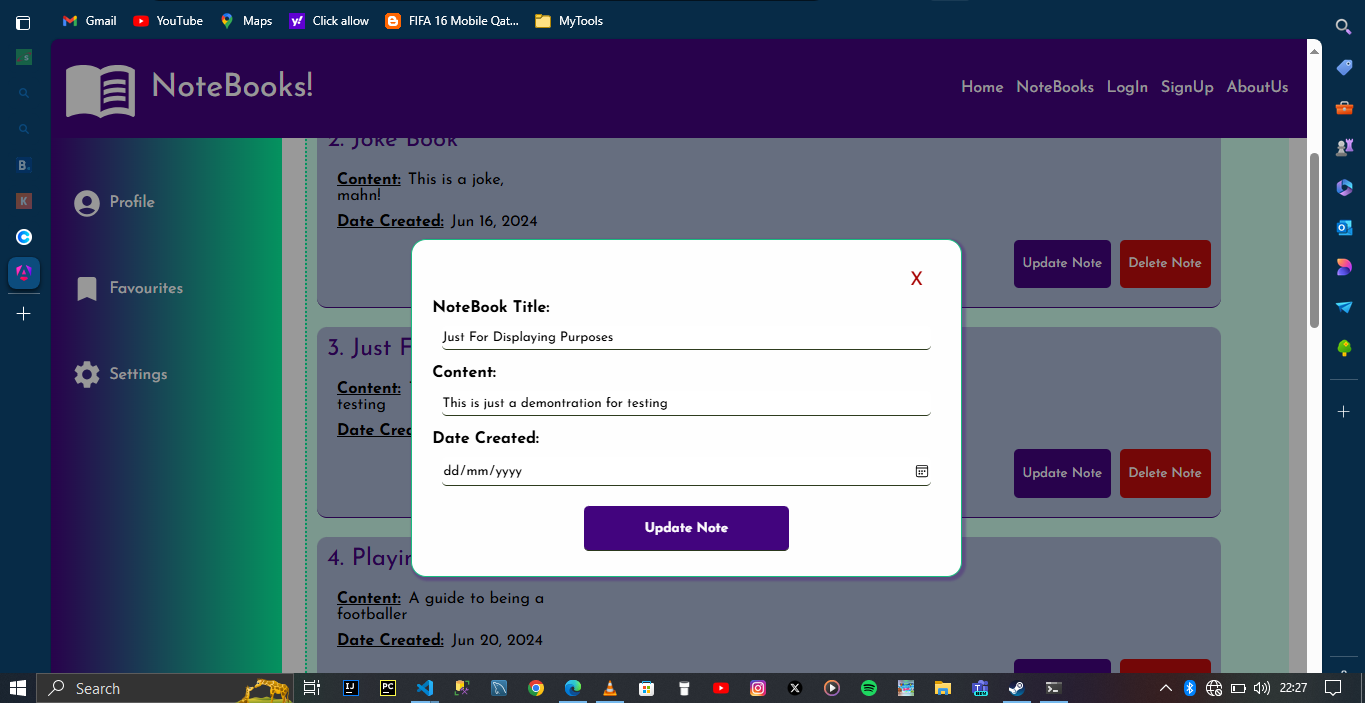 Gmail YouTube Maps Click allow FIFA 16 Mobile Qat... MyTools
NoteBooks!
Home NoteBooks LogIn SignUp AboutUs
Profile
Favourites
Settings
2. Joke Book
Content: This is a joke,
mahn!
Date Created: Jun 16, 2024
Update Note Delete Note
3. Just F
Content:
testing
Date Crea
Update Note Delete Note
X
NoteBook Title:
Just For Displaying Purposes
Content:
This is just a demontration for testing
Date Created:
dd/mm/yyyy
Update Note
4. Playin
Content: A guide to being a
footballer
Date Created: Jun 20, 2024
Search
22:27